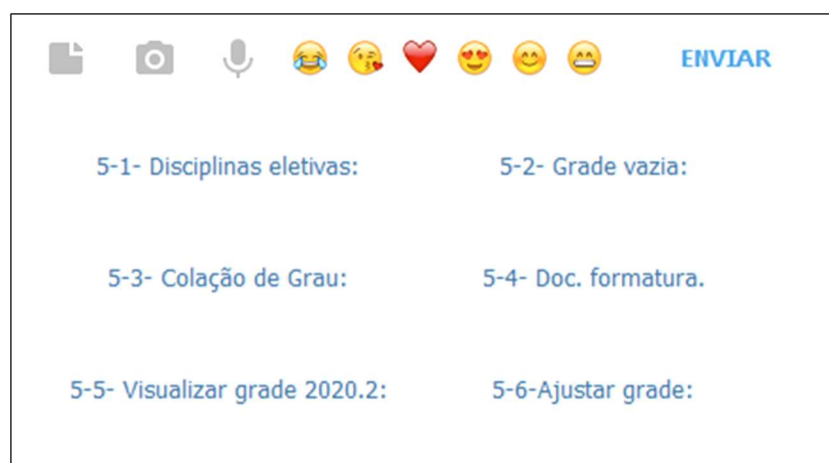 ENVIAR
5-1- Disciplinas eletivas: 5-2- Grade vazia:
5-3- Colação de Grau: 5-4- Doc. formatura.
5-5- Visualizar grade 2020.2: 5-6-Ajustar grade: